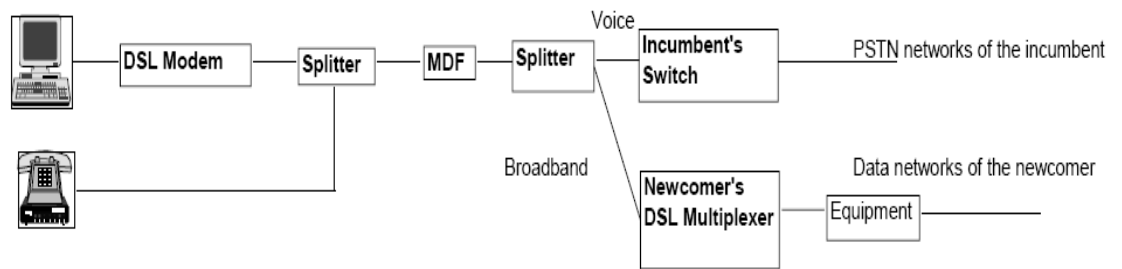 Voice
DSL Modem
Splitter
MDF
Splitter
Incumbent's
Switch
PSTN networks of the incumbent
Broadband
Newcomer's
DSL Multiplexer
Equipment
Data networks of the newcomer